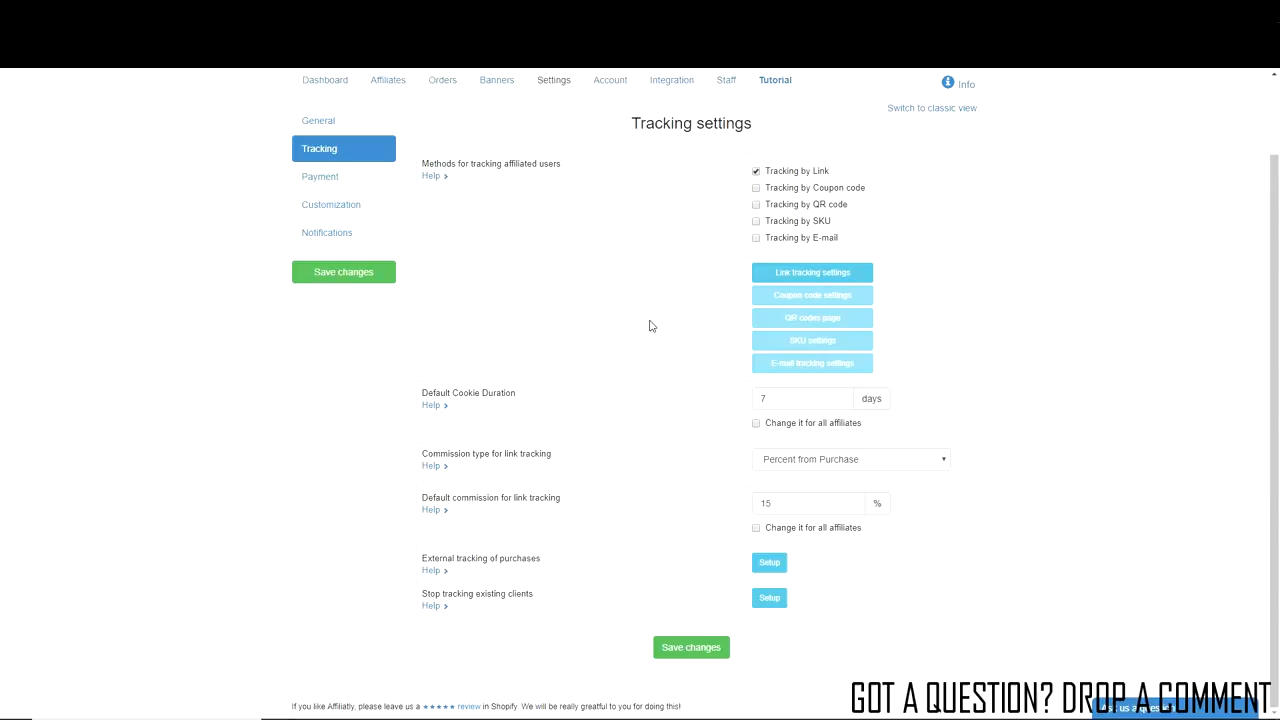 Dashboard Affiliates Orders Banners Settings Account Integration Staff Tutorial
Info
Switch to classic view
General
Tracking
Payment
Customization
Notifications
Save changes
Tracking settings
Methods for tracking affiliated users
Help
Tracking by Link
Tracking by Coupon code
Tracking by QR code
Tracking by SKU
Tracking by E-mail
Link tracking settings
Coupon code settings
QR codes page
SKU settings
E-mail tracking settings
Default Cookie Duration
Help
7 days
Change it for all affiliates
Commission type for link tracking
Help
Percent from Purchase
Default commission for link tracking
Help
15 %
Change it for all affiliates
External tracking of purchases
Help
Setup
Stop tracking existing clients
Help
Setup
Save changes
If you like Affiliatly, please leave us a ★★★★★ review in Shopify. We will be really greatful to you for doing this!
Ask us a question
GOT A QUESTION? DROP A COMMENT